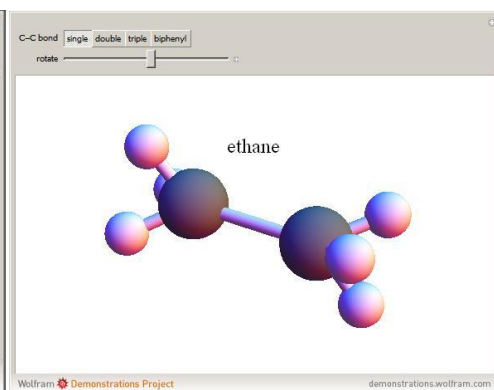 C–C bond single double triple biphenyl
rotate
ethane
Wolfram Demonstrations Project demonstrations.wolfram.com